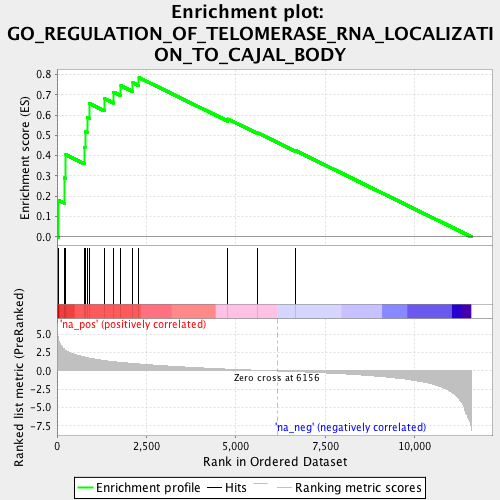 Enrichment plot:
GO_REGULATION_OF_TELOMERASE_RNA_LOCALIZATI
ON_TO_CAJAL_BODY
Enrichment score (ES)
0.8
0.7
0.6
0.5
0.4
0.3
0.2
0.1
0.0
'na_pos' (positively correlated)
Ranked list metric (PreRanked)
5.0
2.5
0.0
-2.5
-5.0
-7.5
Zero cross at 6156
'na_neg' (negatively correlated)
0
2,500
5,000
7,500
10,000
Rank in Ordered Dataset
Enrichment profile
Hits
Ranking metric scores